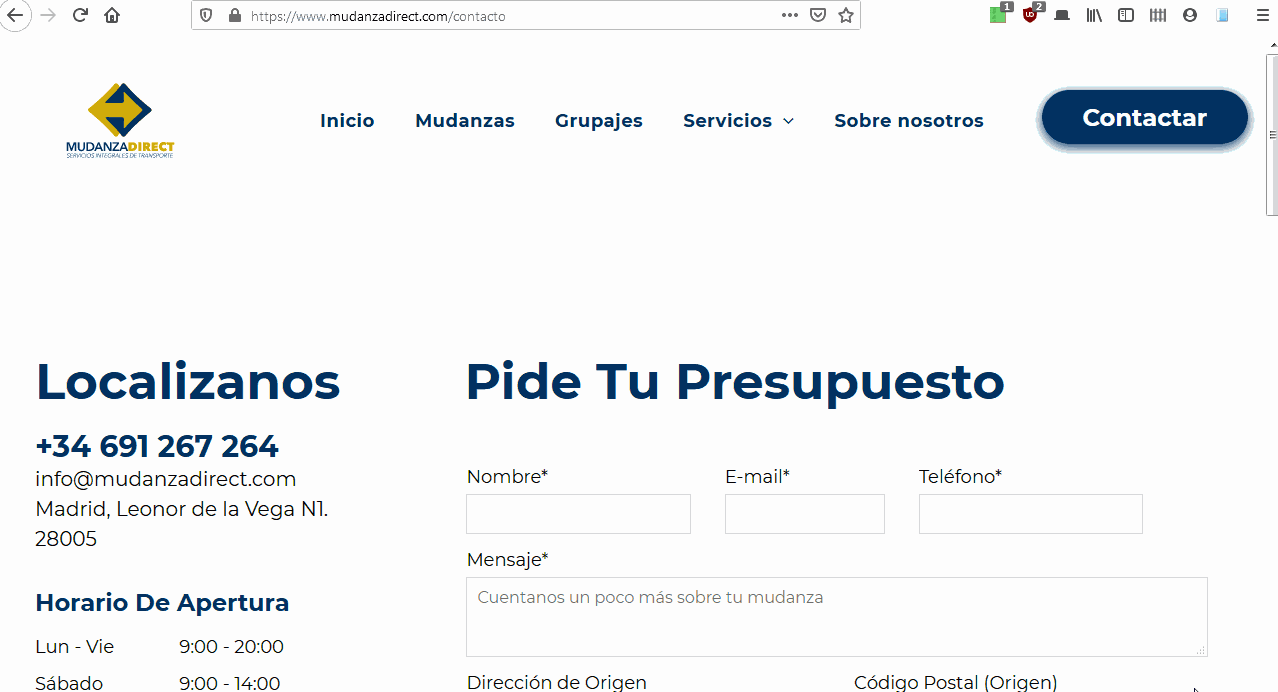 https://www.mudanzadirect.com/contacto
1
2
MUDANZADIRECT
SERVICIOS INTEGRALES DE TRANSPORTE
Inicio
Mudanzas
Grupajes
Servicios
Sobre nosotros
Contactar
Localizanos
+34 691 267 264
info@mudanzadirect.com
Madrid, Leonor de la Vega N1.
28005
Horario De Apertura
Lun - Vie 9:00 - 20:00
Sábado 9:00 - 14:00
Pide Tu Presupuesto
Nombre* E-mail* Teléfono*
Mensaje*
Cuentanos un poco más sobre tu mudanza
Dirección de Origen Código Postal (Origen)